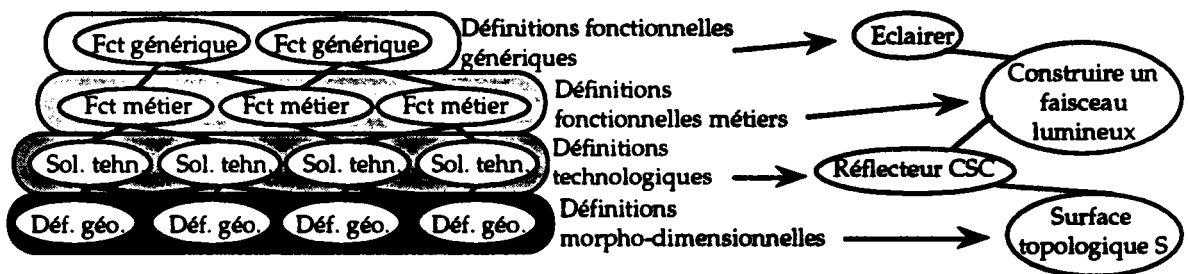 Fct générique Fct générique
Définitions fonctionnelles
génériques
Eclairer
Fct métier Fct métier Fct métier
Définitions
fonctionnelles métiers
Construire un
faisceau
lumineux
Sol. tehn. Sol. tehn. Sol. tehn. Sol. tehn.
Définitions
technologiques
Réflecteur CSC
Déf. géo. Déf. géo. Déf. géo. Déf. géo.
Définitions
morpho-dimensionnelles
Surface
topologique S